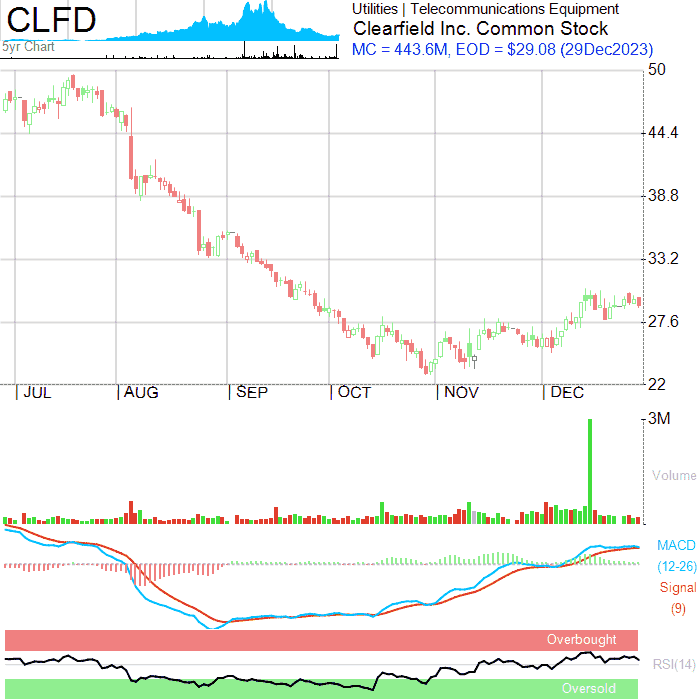 CLFD
5yr Chart
Utilities | Telecommunications Equipment
Clearfield Inc. Common Stock
MC = 443.6M, EOD = $29.08 (29Dec2023)
50
44.4
38.8
33.2
27.6
22
JUL AUG SEP OCT NOV DEC
3M
Volume
MACD
(12-26)
Signal
(9)
Overbought
RSI(14)
Oversold